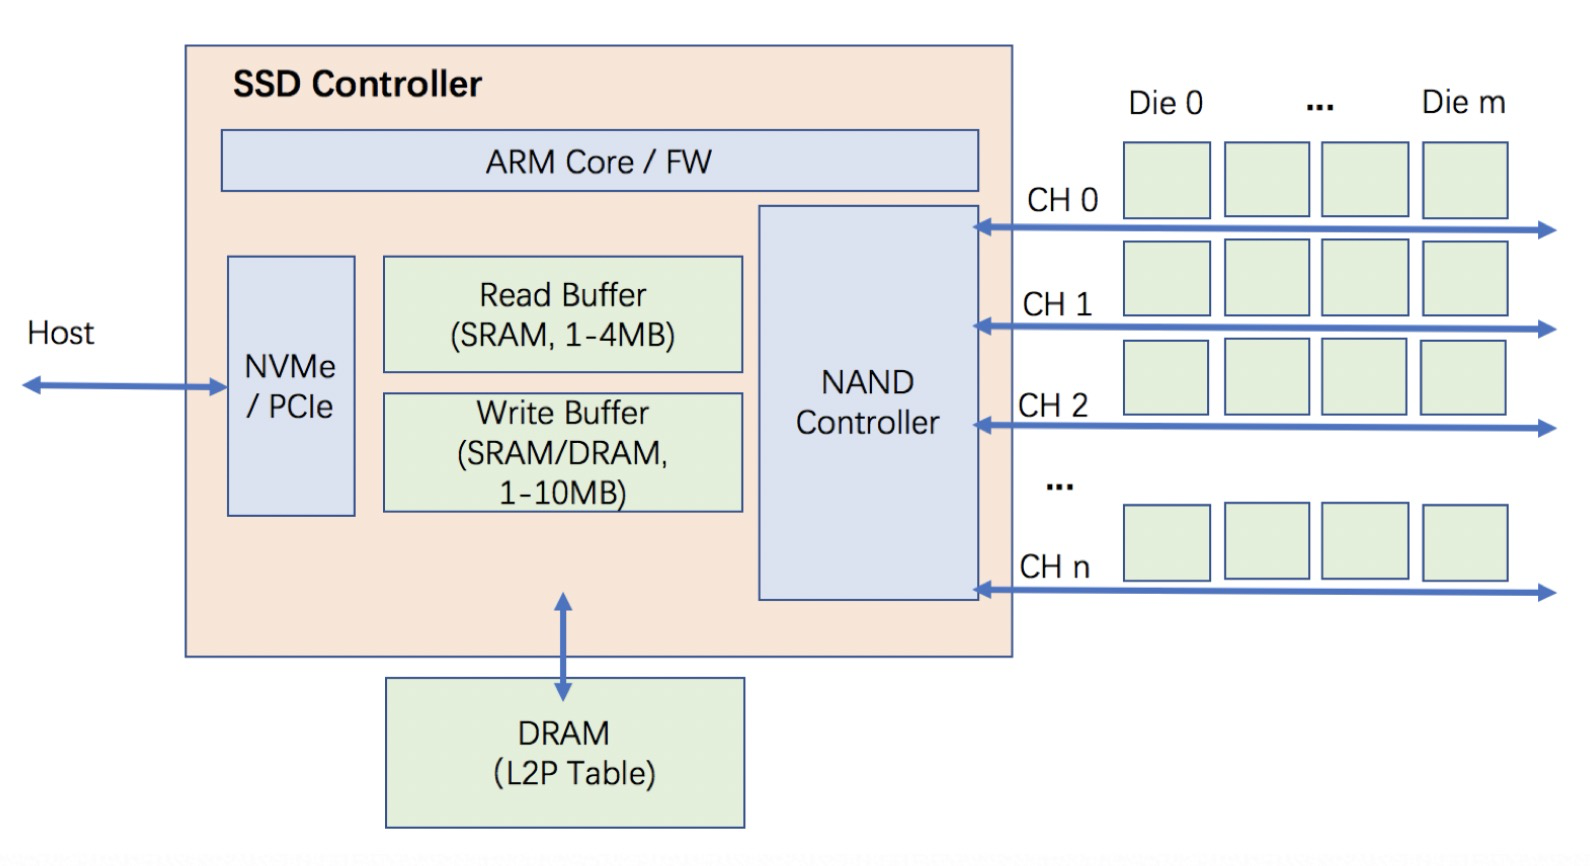 SSD Controller
Die 0 ... Die m
ARM Core / FW
CH 0
Read Buffer
(SRAM, 1-4MB)
CH 1
Host
NVMe
/ PCIe
NAND
Controller
Write Buffer
(SRAM/DRAM,
1-10MB)
CH 2
...
CH n
DRAM
(L2P Table)